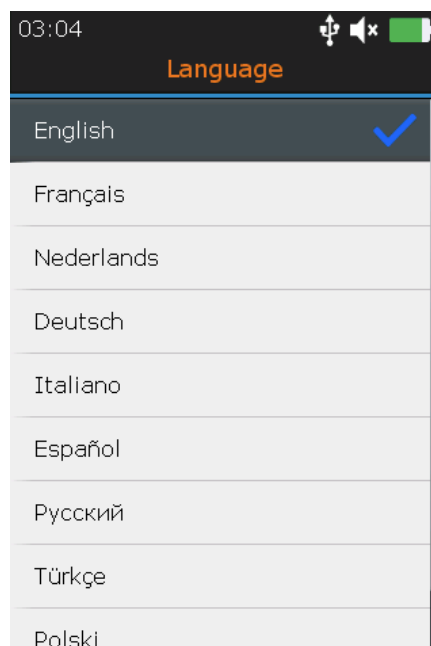 03:04
Language
English
Français
Nederlands
Deutsch
Italiano
Español
Русский
Türkçe
Polski